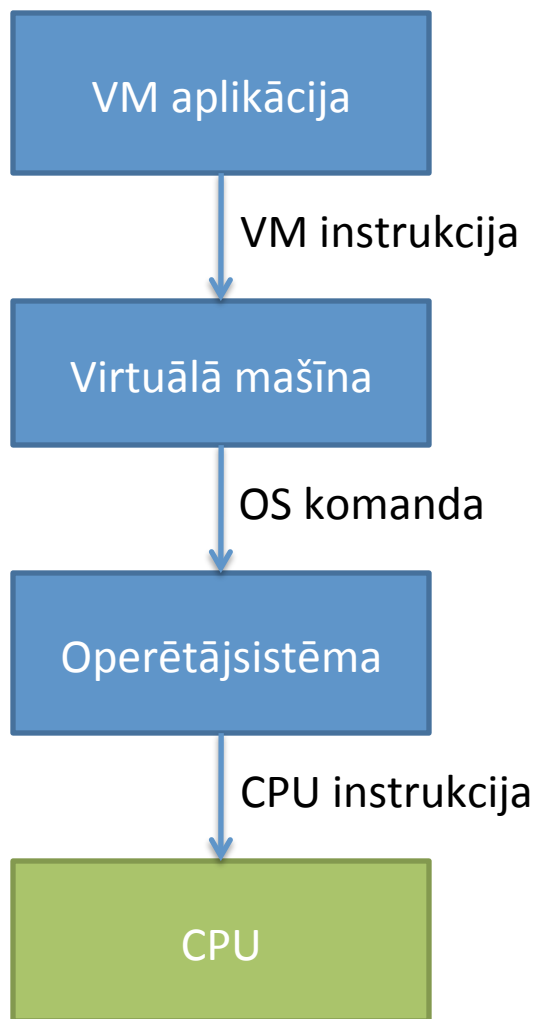 VM aplikācija
VM instrukcija
Virtuālā mašīna
OS komanda
Operētājsistēma
CPU instrukcija
CPU